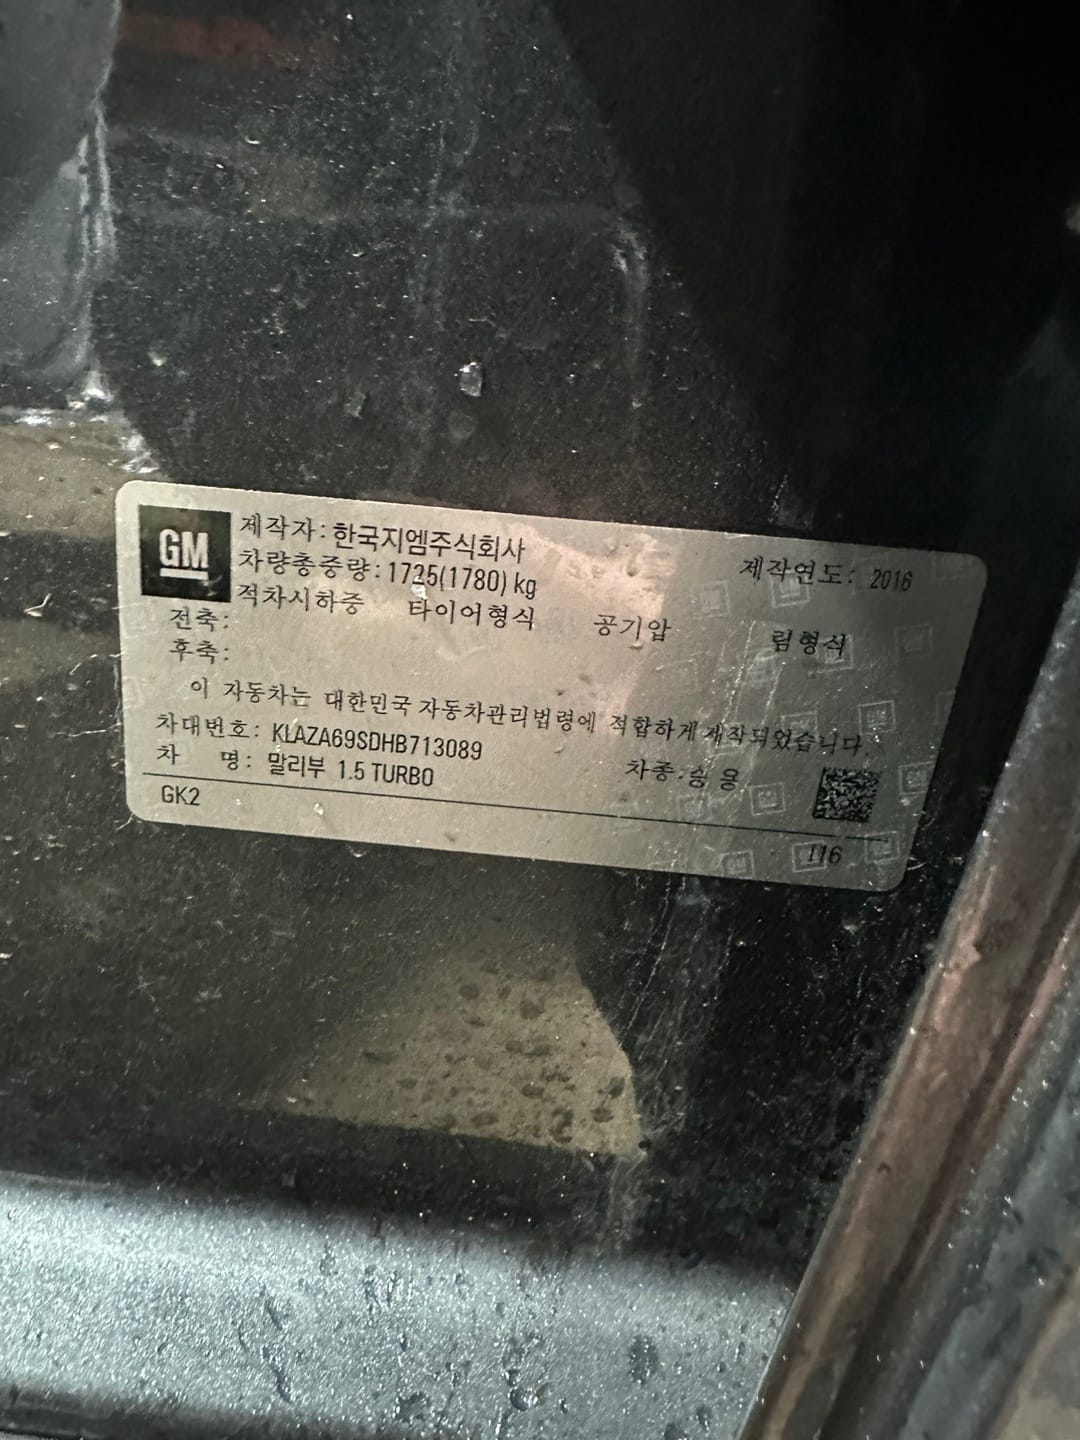 GM
제작자: 한국지엠주식회사
제작연도: 2016
차량총중량: 1725(1780) kg
적차시하중 타이어형식 공기압 림형식
전축:
후축:
이 자동차는 대한민국 자동차관리법령에 적합하게 제작되었습니다.
차대번호: KLAZA69SDHB713089
차 명: 말리부 1.5 TURBO
차종: 승용
GK2
116